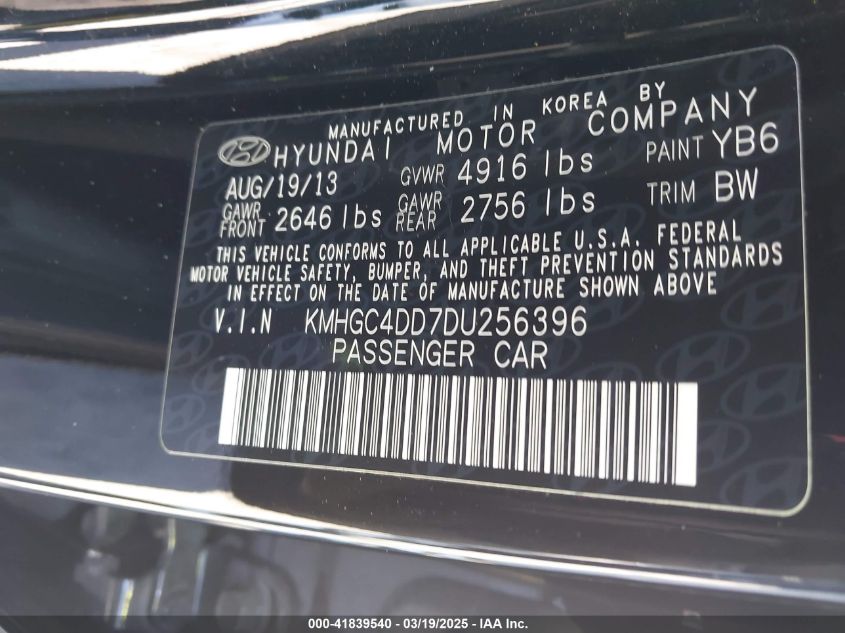 MANUFACTURED IN KOREA BY
HYUNDAI MOTOR COMPANY
AUG/19/13 GVWR 4916 lbs PAINT YB6
GAWR FRONT 2646 lbs GAWR REAR 2756 lbs TRIM BW
THIS VEHICLE CONFORMS TO ALL APPLICABLE U.S.A. FEDERAL
MOTOR VEHICLE SAFETY, BUMPER, AND THEFT PREVENTION STANDARDS
IN EFFECT ON THE DATE OF MANUFACTURE SHOWN ABOVE
V.I.N KMHGC4DD7DU256396
PASSENGER CAR
000-41839540 - 03/19/2025 - IAA Inc.